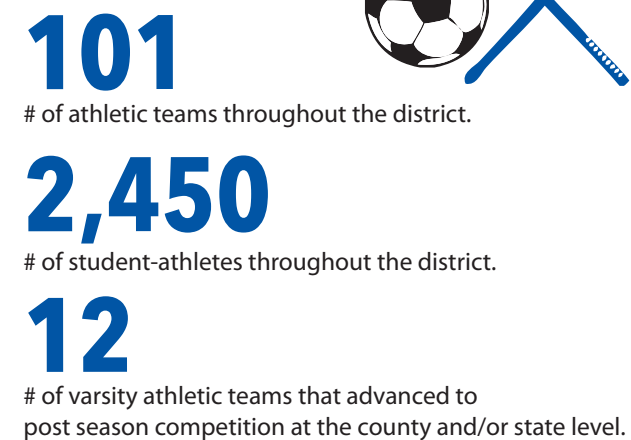 101
# of athletic teams throughout the district.
2,450
# of student-athletes throughout the district.
12
# of varsity athletic teams that advanced to
post season competition at the county and/or state level.